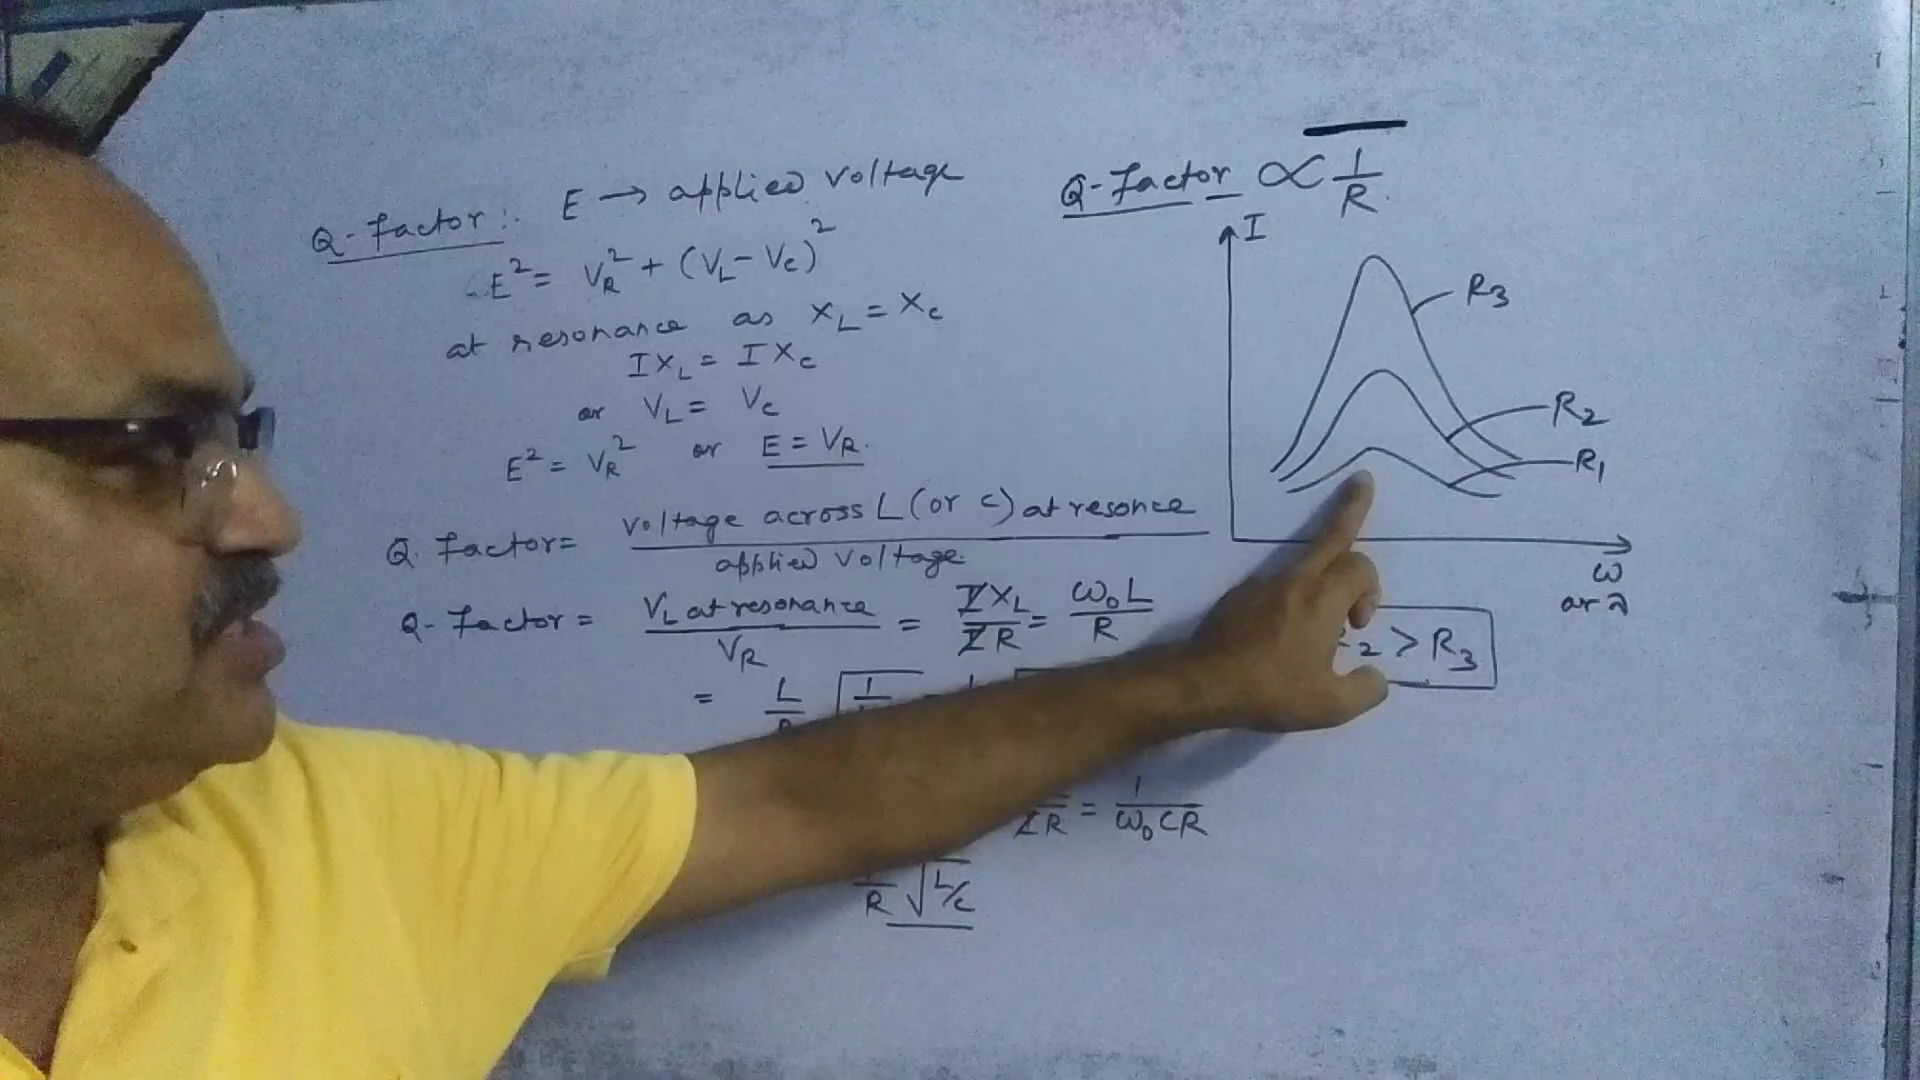 Q-Factor:. E → applied voltage
E² = V_R² + (V_L - V_C)²
at resonance as X_L = X_C
IX_L = IX_C
or V_L = V_C
E² = V_R² or E = V_R.
Q. Factor = voltage across L (or C) at resonce / applied voltage.
Q-Factor = V_L at resonance / V_R = IX_L / IR = ω₀L / R
= L
R = 1 / ω₀CR
R √L/C
Q-Factor ∝ 1 / R.
I
R3
R2
R1
ω
or
2 > R3